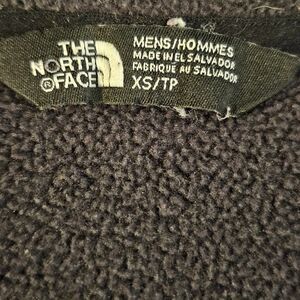 THE
NORTH
FACE®
MENS/HOMMES
MADE IN EL SALVADOR
FABRIQUÉ AU SALVADOR
XS/TP